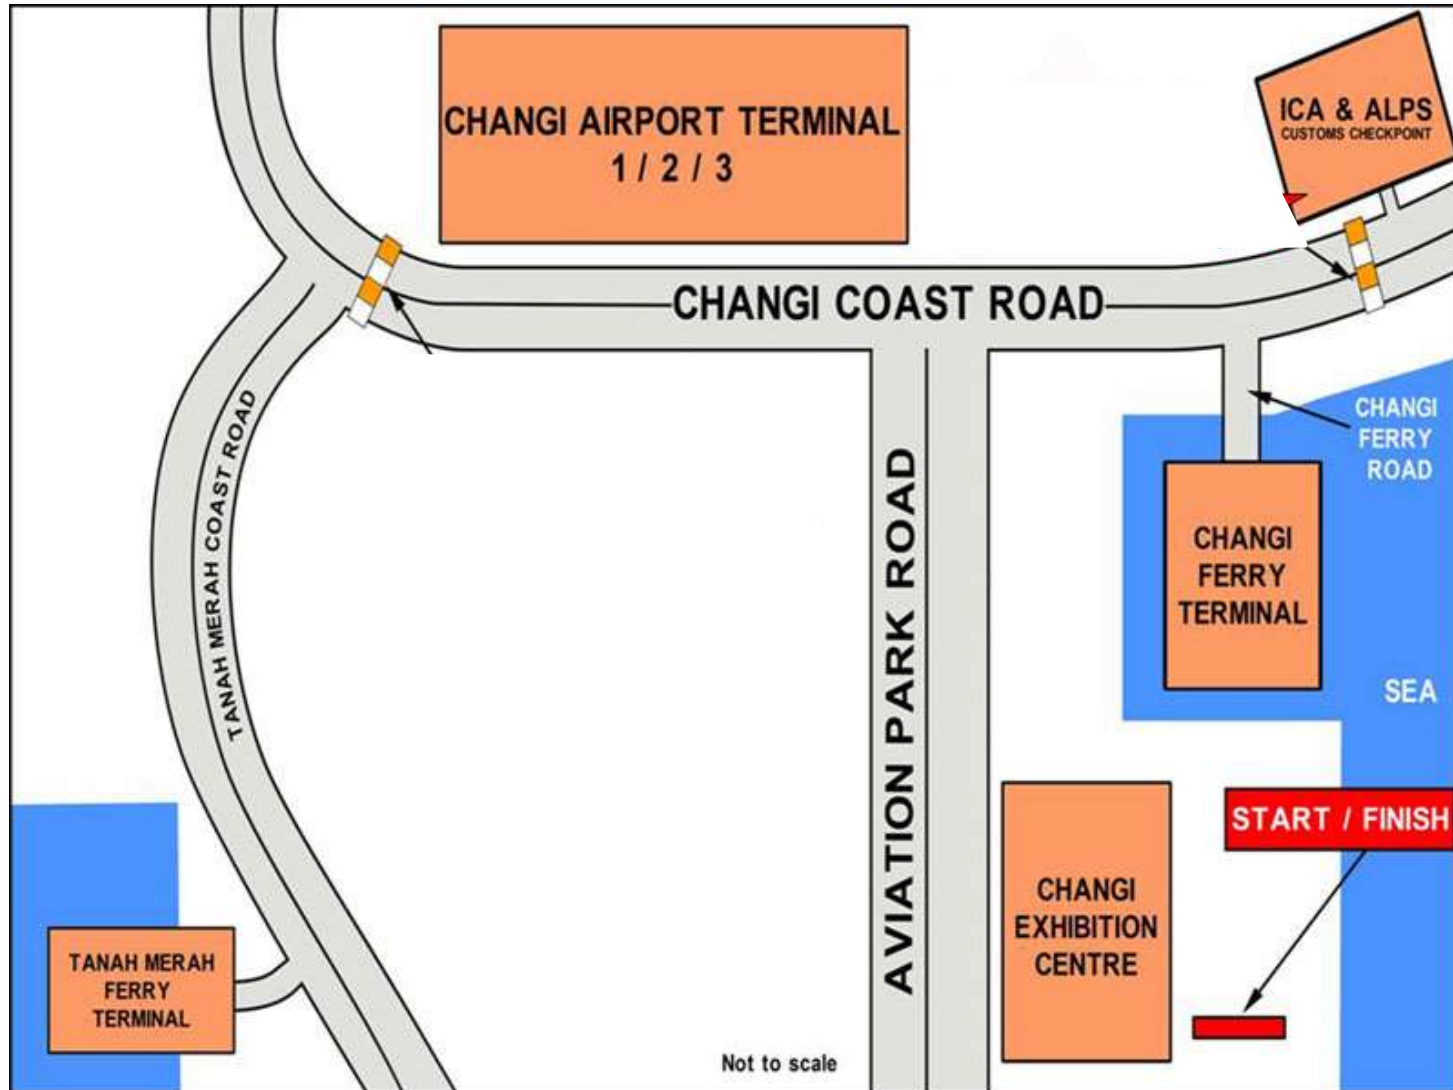 CHANGI AIRPORT TERMINAL
1 / 2 / 3
ICA & ALPS
CUSTOMS CHECKPOINT
CHANGI COAST ROAD
TANAH MERAH COAST ROAD
AVIATION PARK ROAD
CHANGI
FERRY
ROAD
CHANGI
FERRY
TERMINAL
SEA
START / FINISH
CHANGI
EXHIBITION
CENTRE
TANAH MERAH
FERRY
TERMINAL
Not to scale